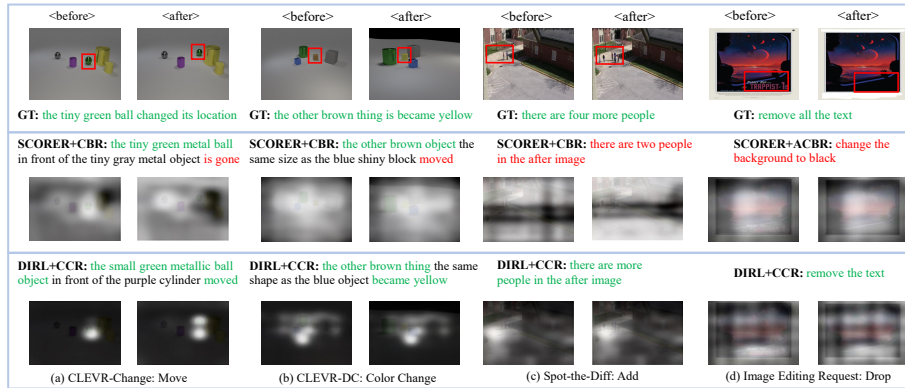 <before> <after> <before> <after> <before> <after> <before> <after>
TRAPPIST-1e
GT: the tiny green ball changed its location
GT: the other brown thing is became yellow
GT: there are four more people
GT: remove all the text
SCORER+CBR: the tiny green metal ball
in front of the tiny gray metal object is gone
SCORER+CBR: the other brown object the
same size as the blue shiny block moved
SCORER+CBR: there are two people
in the after image
SCORER+ACBR: change the
background to black
DIRL+CCR: the small green metallic ball
object in front of the purple cylinder moved
DIRL+CCR: the other brown thing the same
shape as the blue object became yellow
DIRL+CCR: there are more
people in the after image
DIRL+CCR: remove the text
(a) CLEVR-Change: Move
(b) CLEVR-DC: Color Change
(c) Spot-the-Diff: Add
(d) Image Editing Request: Drop